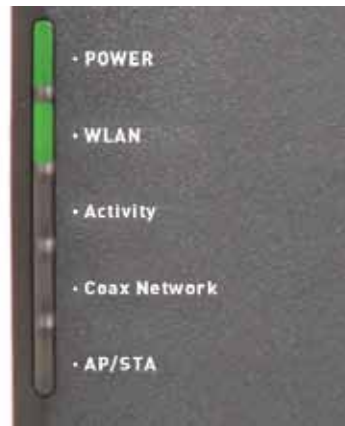 · POWER
· WLAN
· Activity
· Coax Network
· AP/STA